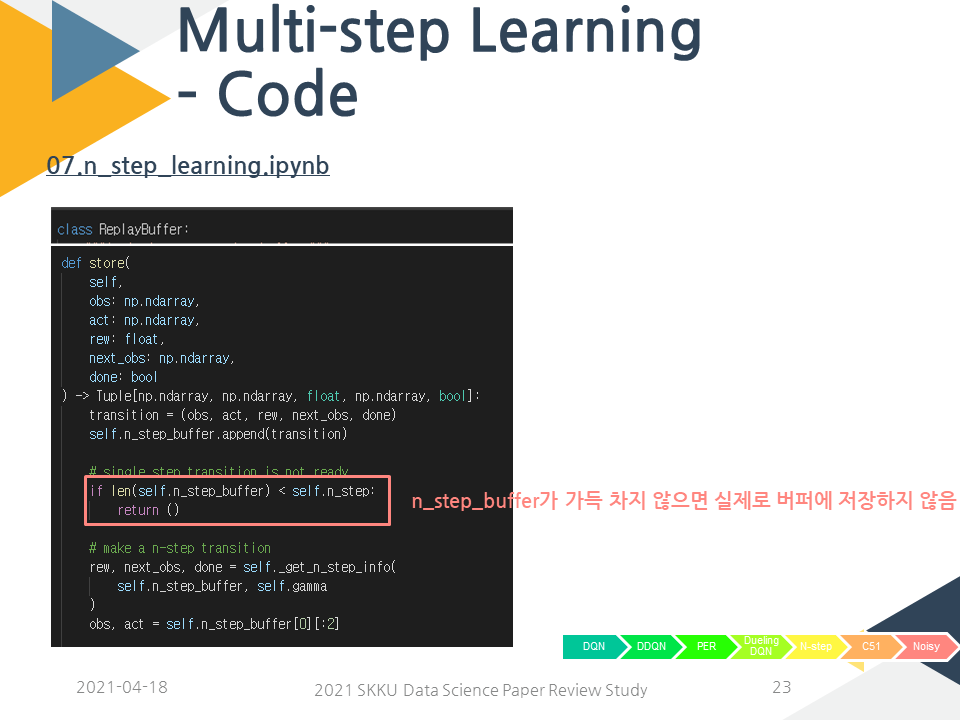 Multi-step Learning
- Code
07.n_step_learning.ipynb
class ReplayBuffer:
def store(
self,
obs: np.ndarray,
act: np.ndarray,
rew: float,
next_obs: np.ndarray,
done: bool
) -> Tuple[np.ndarray, np.ndarray, float, np.ndarray, bool]:
transition = (obs, act, rew, next_obs, done)
self.n_step_buffer.append(transition)
# single step transition is not ready
if len(self.n_step_buffer) < self.n_step:
return ()
n_step_buffer가 가득 차지 않으면 실제로 버퍼에 저장하지 않음
# make a n-step transition
rew, next_obs, done = self._get_n_step_info(
self.n_step_buffer, self.gamma
)
obs, act = self.n_step_buffer[0][:2]
DQN
DDQN
PER
Dueling
DQN
N-step
C51
Noisy
2021-04-18
2021 SKKU Data Science Paper Review Study
23